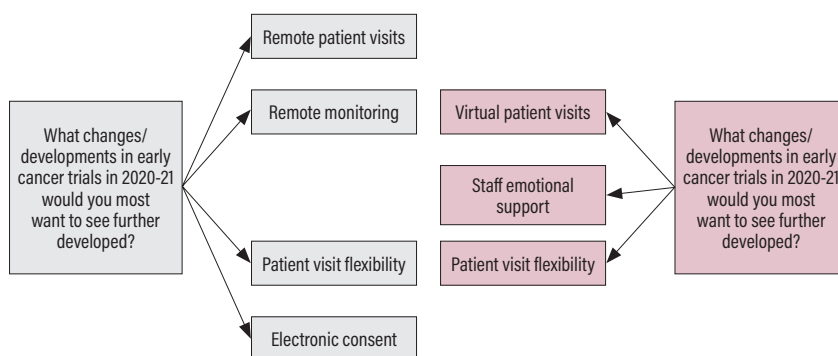 What changes/
developments in early
cancer trials in 2020-21
would you most
want to see further
developed?
Remote patient visits
Remote monitoring
Patient visit flexibility
Electronic consent
Virtual patient visits
Staff emotional
support
Patient visit flexibility
What changes/
developments in early
cancer trials in 2020-21
would you most
want to see further
developed?